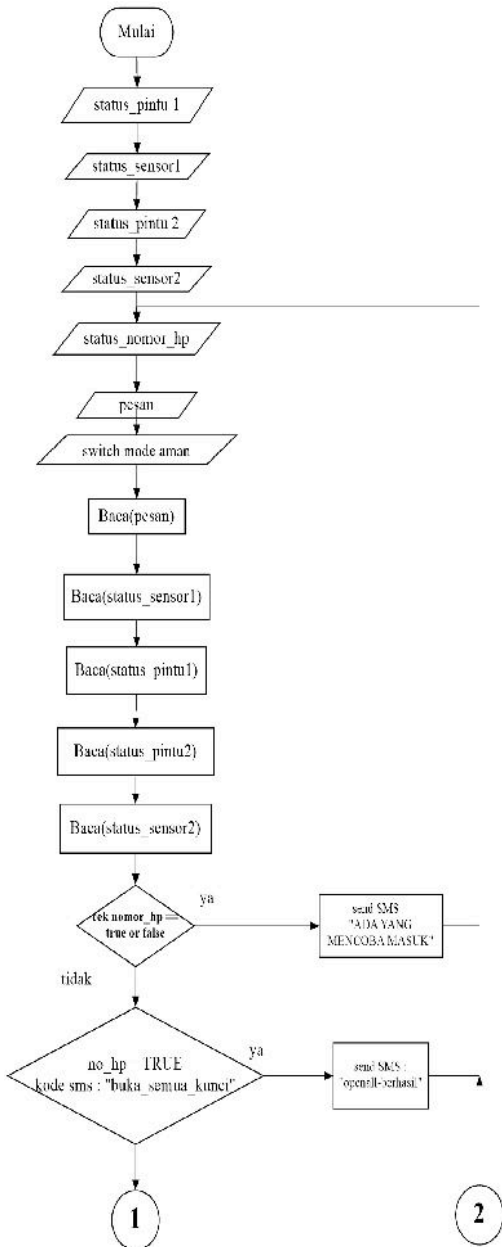 Mulai
status_pintu 1
status_sensor1
status_pintu 2
status_sensor2
status_nomor_hp
pesan
switch mode aman
Baca(pesan)
Baca(status_sensor1)
Baca(status_pintu1)
Baca(status_pintu2)
Baca(status_sensor2)
cek nomor_hp ==
true or false
ya
send SMS
"ADA YANG
MENCOBA MASUK"
tidak
no_hp TRUE
kode sms : "buka_semua_kunci"
ya
send SMS :
"openall-berhasil"
1
2